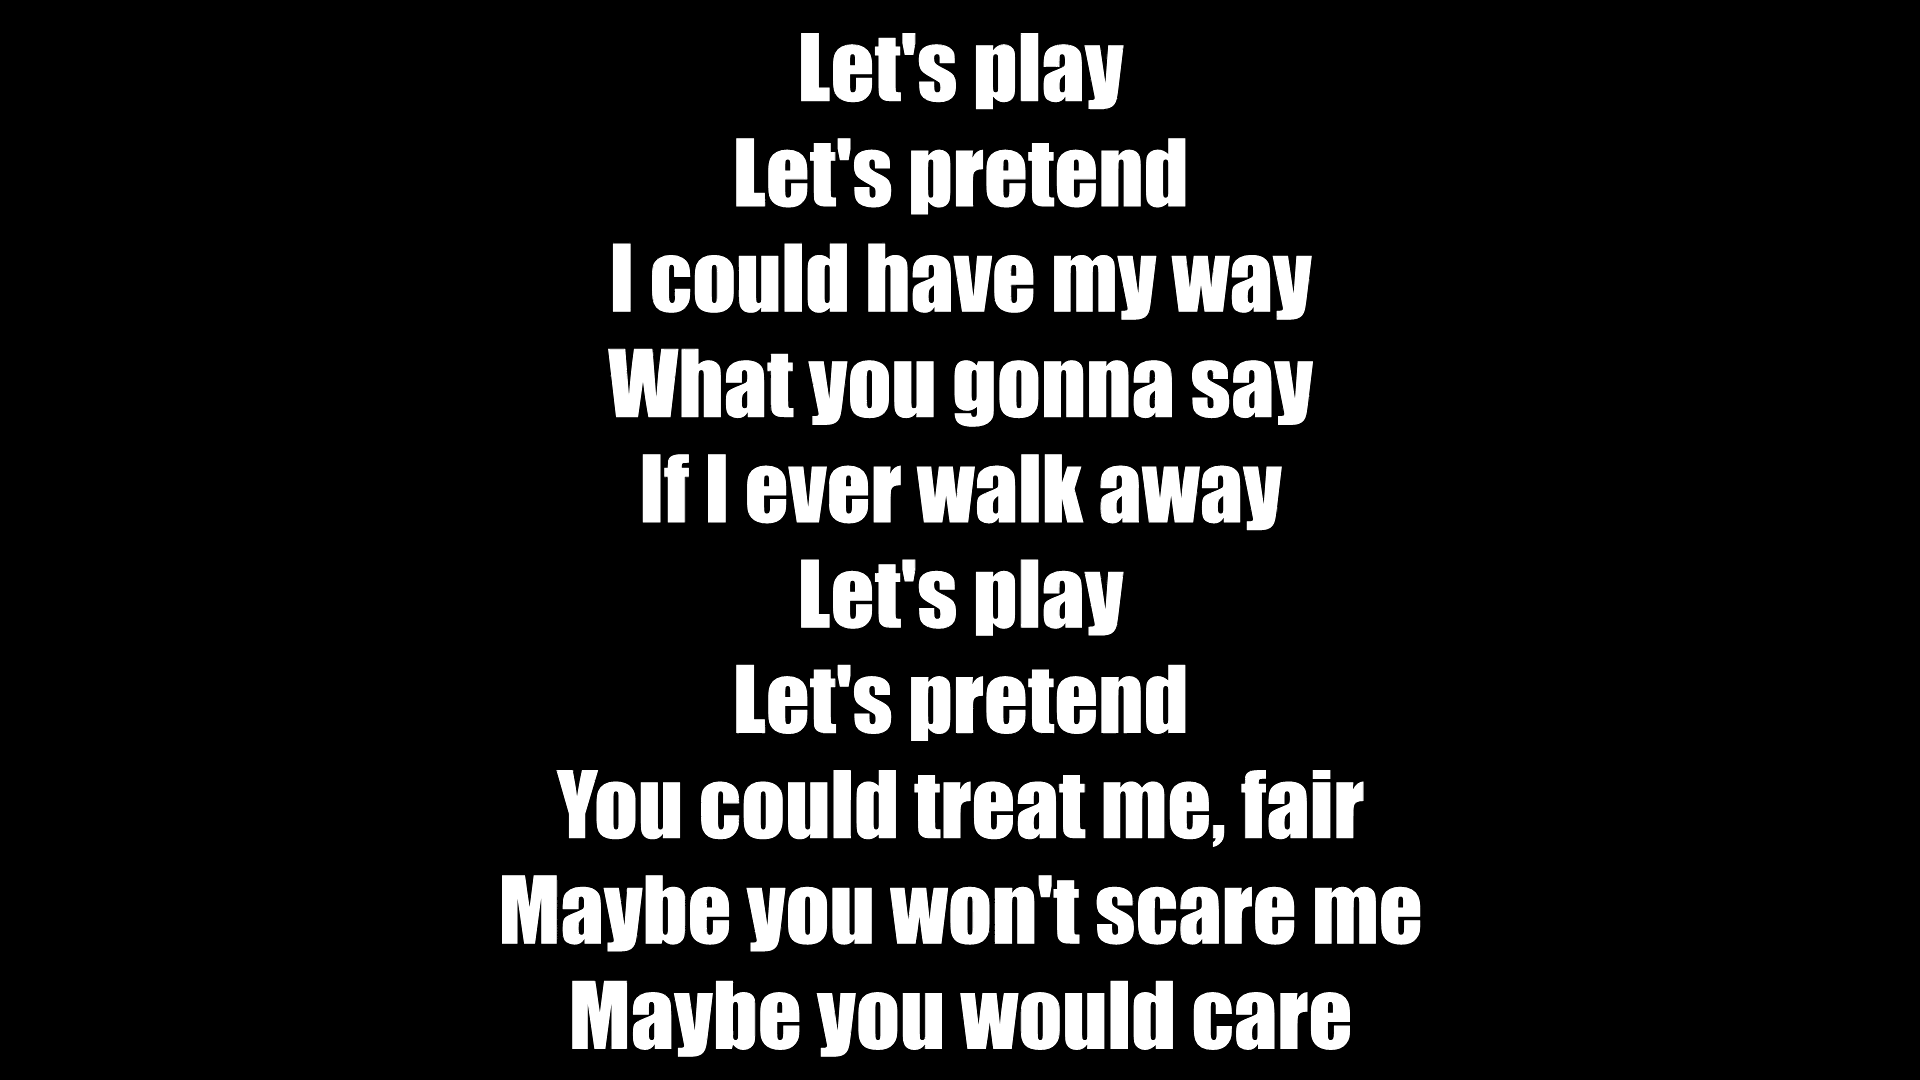 Let's play
Let's pretend
I could have my way
What you gonna say
If I ever walk away
Let's play
Let's pretend
You could treat me, fair
Maybe you won't scare me
Maybe you would care